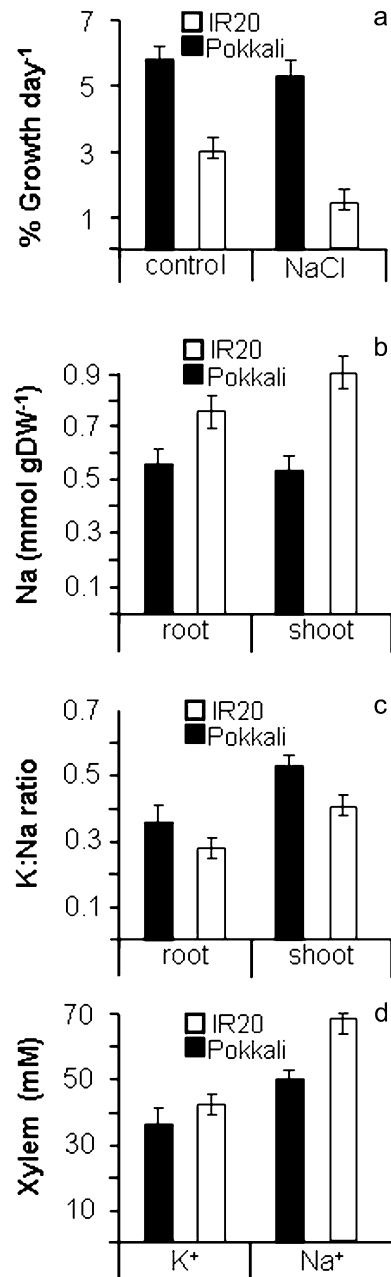 a
IR20
Pokkali
% Growth day-1
7
5
3
1
control NaCl
b
IR20
Pokkali
Na (mmol gDW-1)
0.9
0.7
0.5
0.3
0.1
root shoot
c
IR20
Pokkali
K:Na ratio
0.7
0.5
0.3
0.1
root shoot
d
IR20
Pokkali
Xylem (mM)
70
50
30
10
K+ Na+